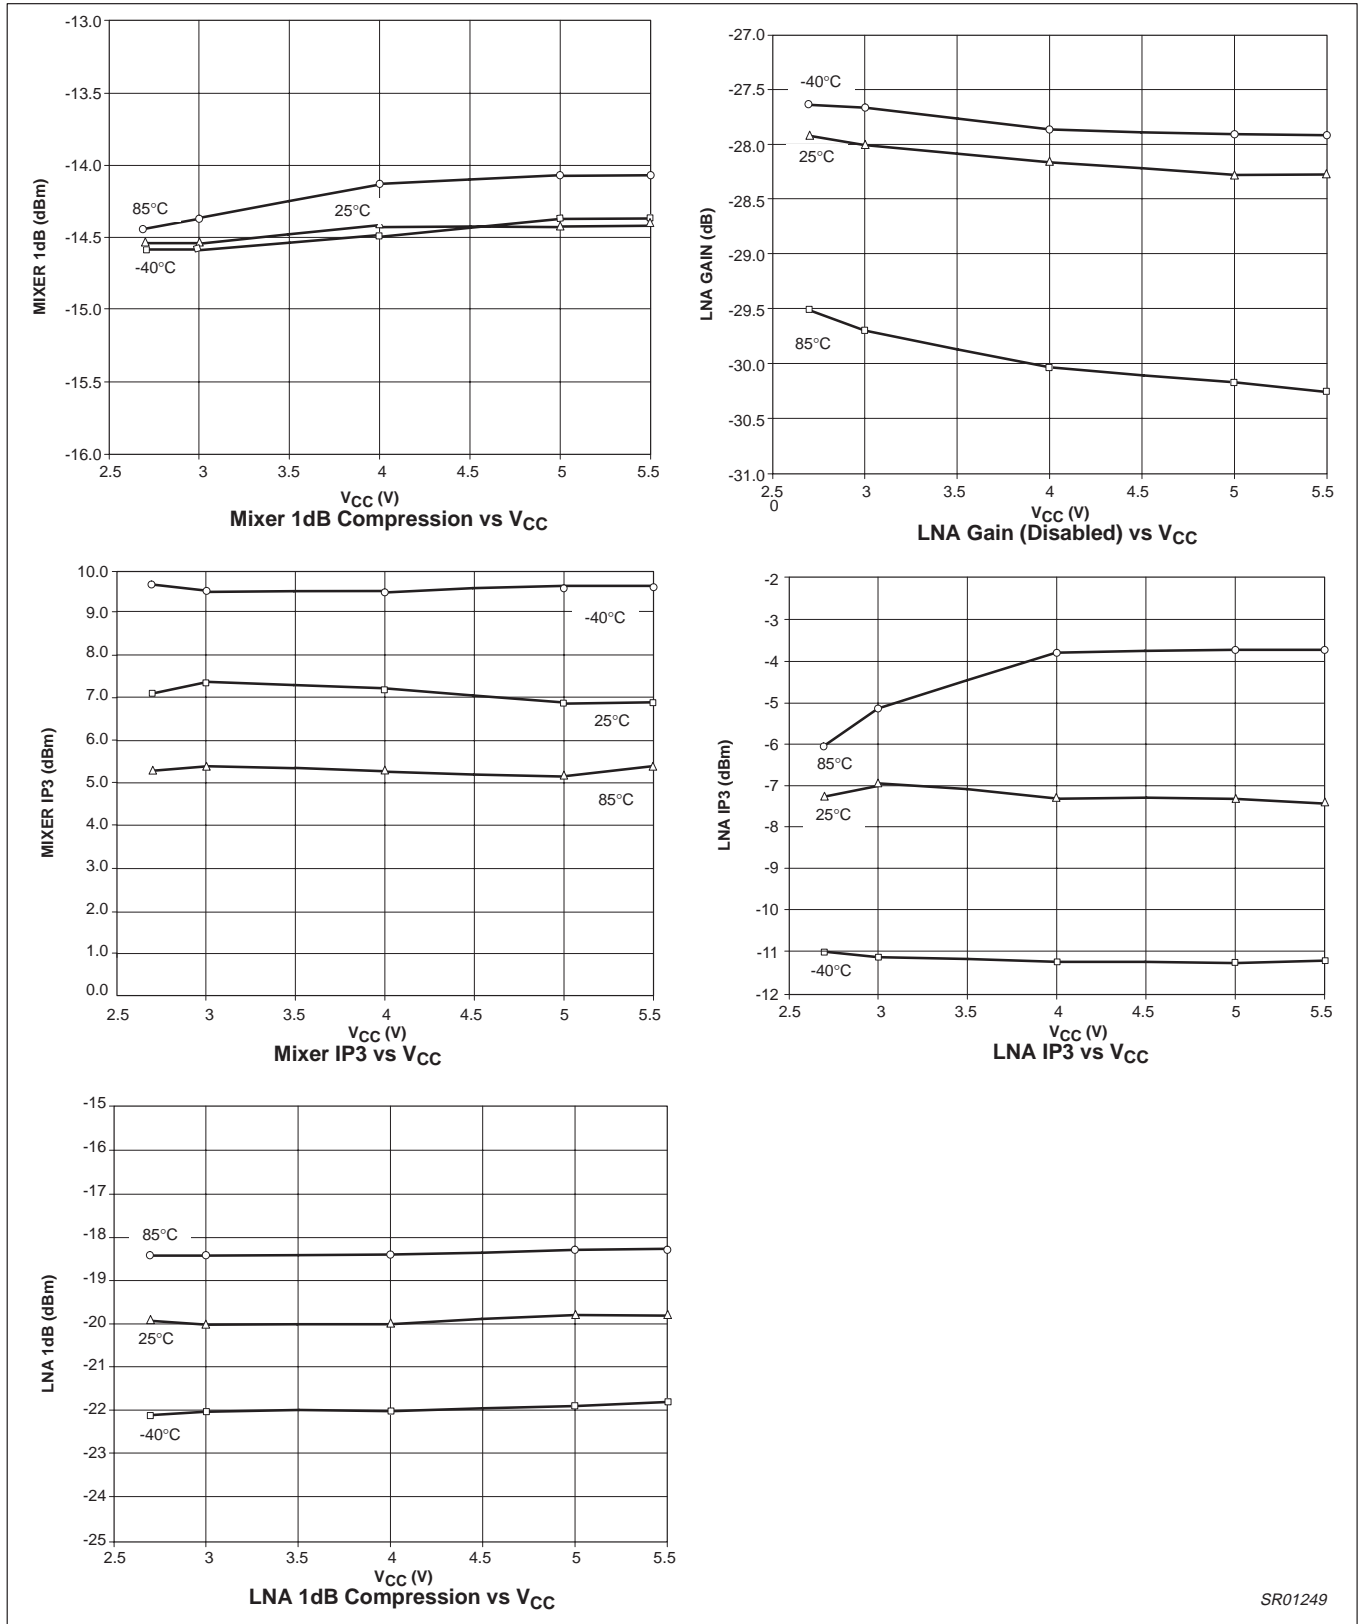 -13.0
-13.5
-14.0
-14.5
-15.0
-15.5
-16.0
MIXER 1dB (dBm)
85°C
25°C
-40°C
2.5 3 3.5 4 4.5 5 5.5
VCC (V)
Mixer 1dB Compression vs VCC
-27.0
-27.5
-28.0
-28.5
-29.0
-29.5
-30.0
-30.5
-31.0
LNA GAIN (dB)
-40°C
25°C
85°C
2.5 3 3.5 4 4.5 5 5.5
0
VCC (V)
LNA Gain (Disabled) vs VCC
10.0
9.0
8.0
7.0
6.0
5.0
4.0
3.0
2.0
1.0
0.0
MIXER IP3 (dBm)
-40°C
25°C
85°C
2.5 3 3.5 4 4.5 5 5.5
VCC (V)
Mixer IP3 vs VCC
-2
-3
-4
-5
-6
-7
-8
-9
-10
-11
-12
LNA IP3 (dBm)
85°C
25°C
-40°C
2.5 3 3.5 4 4.5 5 5.5
VCC (V)
LNA IP3 vs VCC
-15
-16
-17
-18
-19
-20
-21
-22
-23
-24
-25
LNA 1dB (dBm)
85°C
25°C
-40°C
2.5 3 3.5 4 4.5 5 5.5
VCC (V)
LNA 1dB Compression vs VCC
SR01249